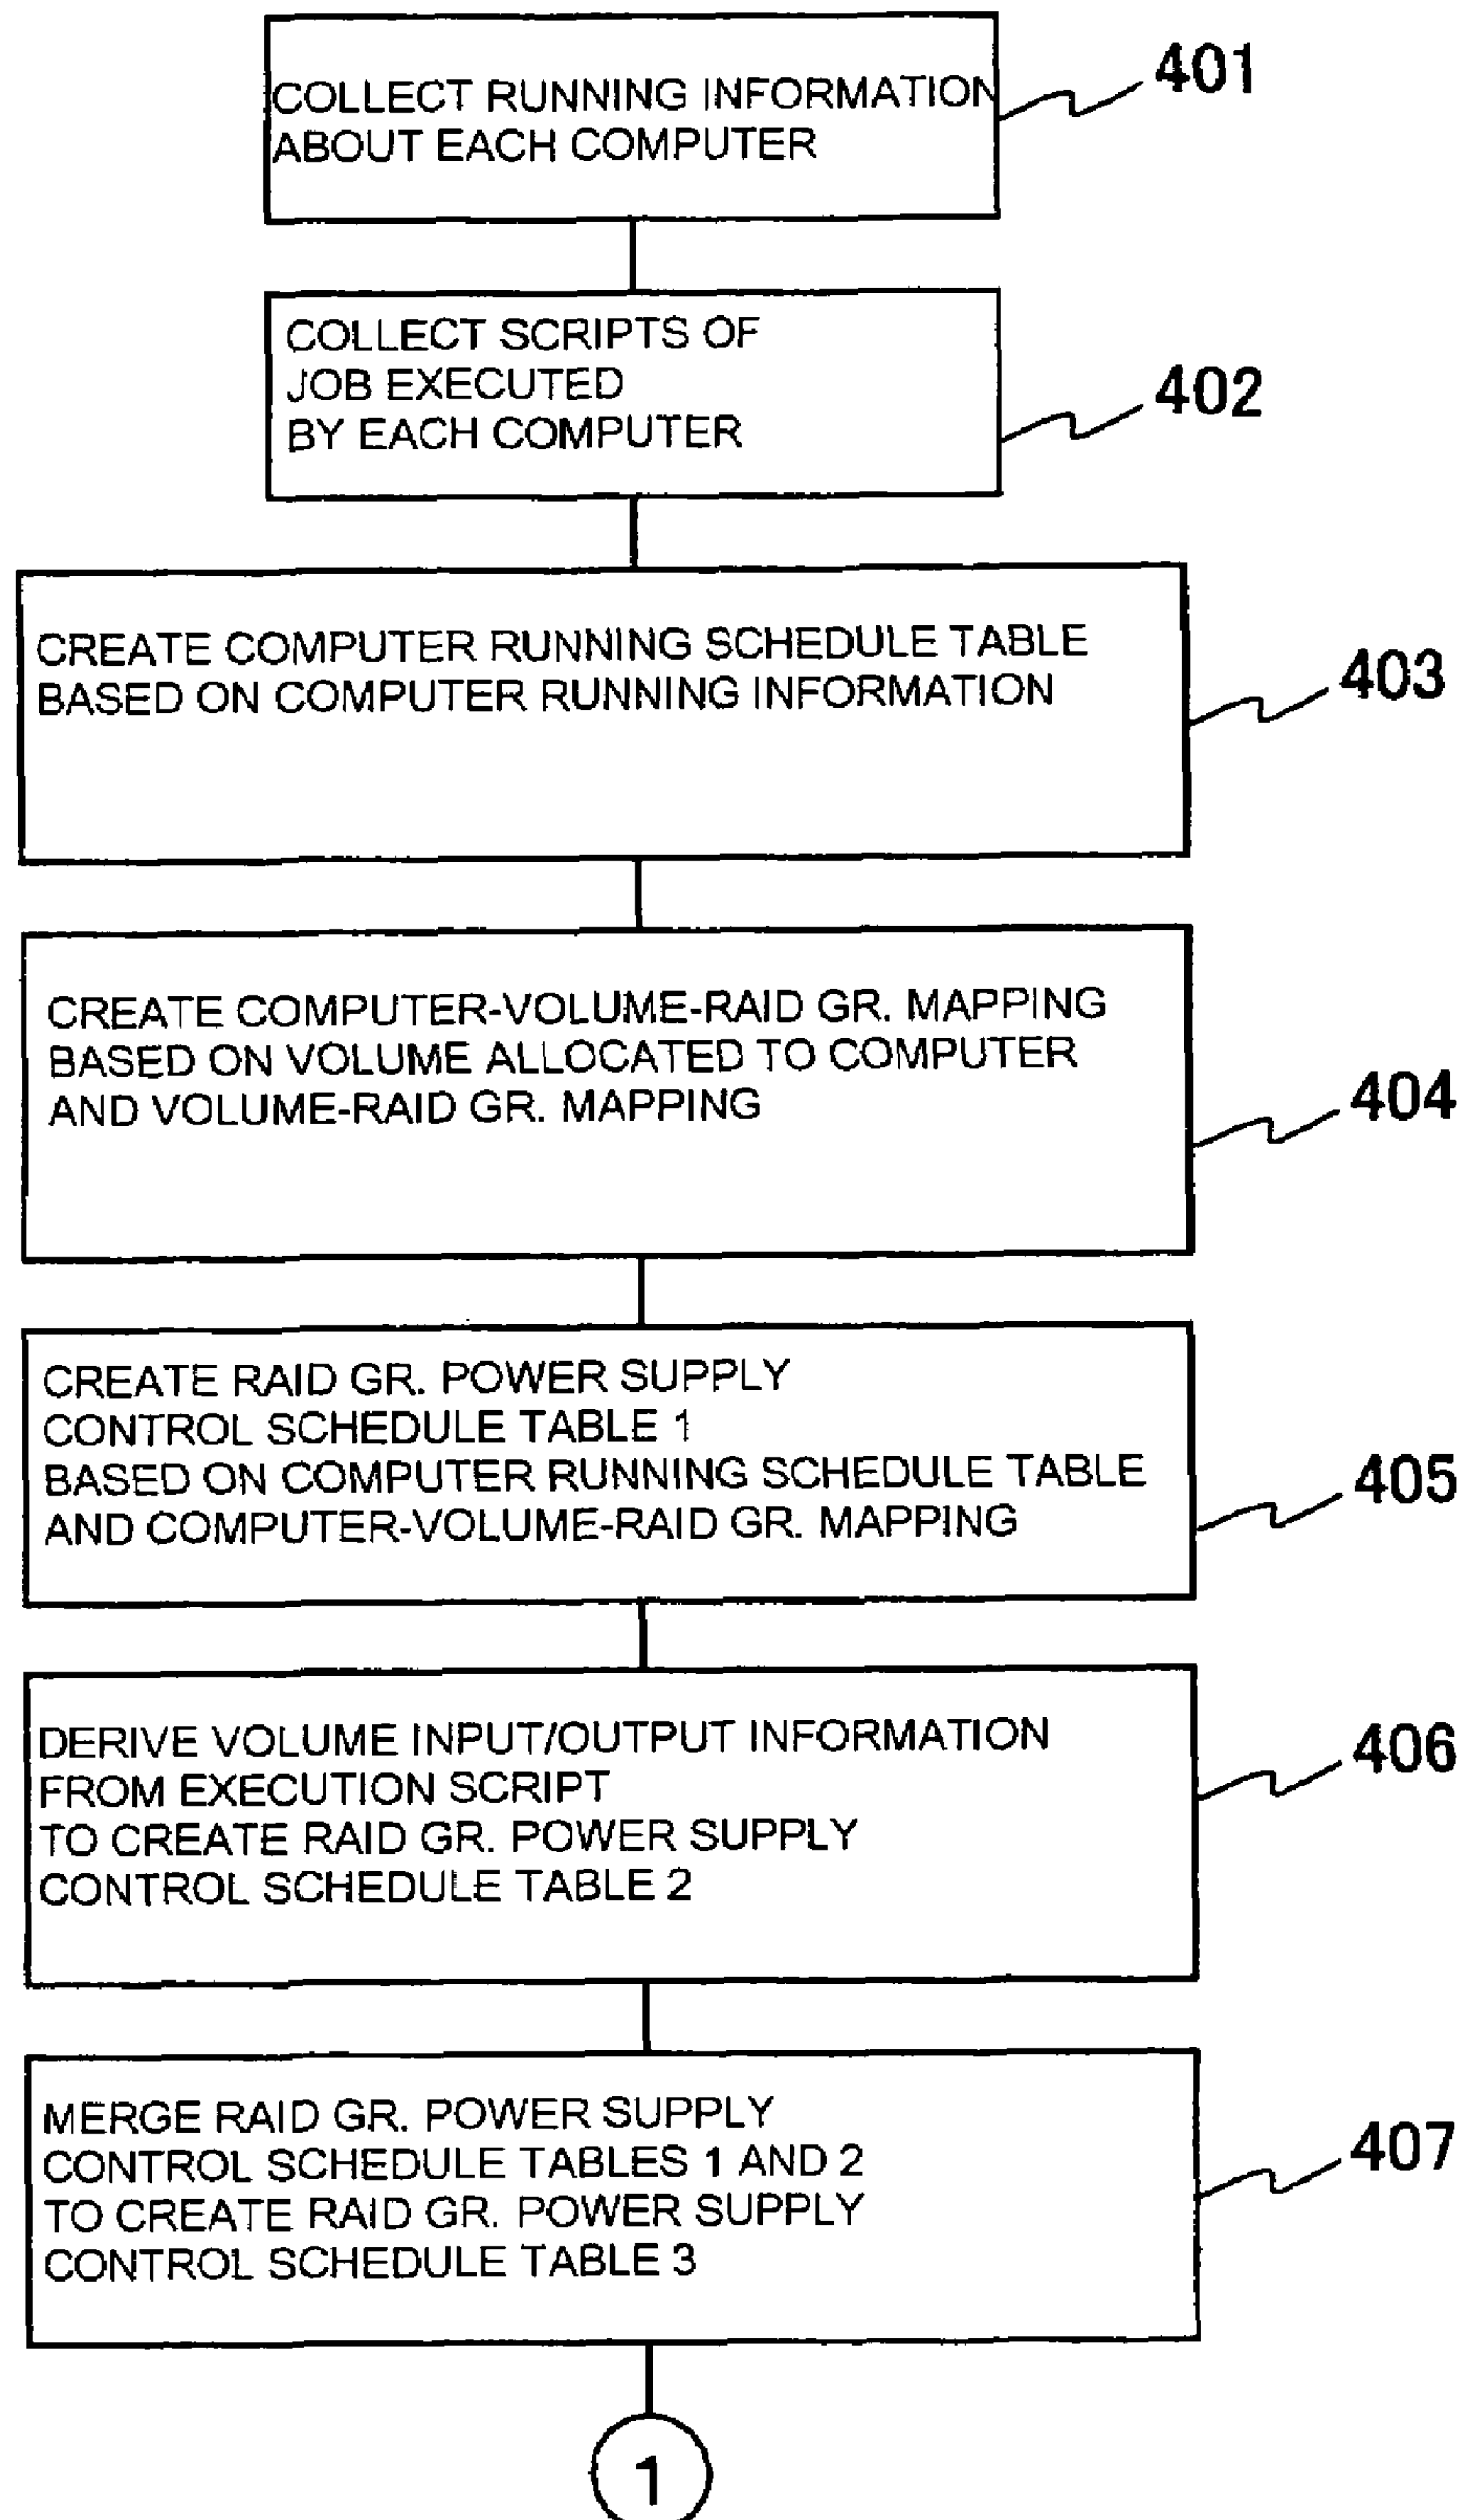 COLLECT RUNNING INFORMATION
ABOUT EACH COMPUTER
401
COLLECT SCRIPTS OF
JOB EXECUTED
BY EACH COMPUTER
402
CREATE COMPUTER RUNNING SCHEDULE TABLE
BASED ON COMPUTER RUNNING INFORMATION
403
CREATE COMPUTER-VOLUME-RAID GR. MAPPING
BASED ON VOLUME ALLOCATED TO COMPUTER
AND VOLUME-RAID GR. MAPPING
404
CREATE RAID GR. POWER SUPPLY
CONTROL SCHEDULE TABLE 1
BASED ON COMPUTER RUNNING SCHEDULE TABLE
AND COMPUTER-VOLUME-RAID GR. MAPPING
405
DERIVE VOLUME INPUT/OUTPUT INFORMATION
FROM EXECUTION SCRIPT
TO CREATE RAID GR. POWER SUPPLY
CONTROL SCHEDULE TABLE 2
406
MERGE RAID GR. POWER SUPPLY
CONTROL SCHEDULE TABLES 1 AND 2
TO CREATE RAID GR. POWER SUPPLY
CONTROL SCHEDULE TABLE 3
407
1